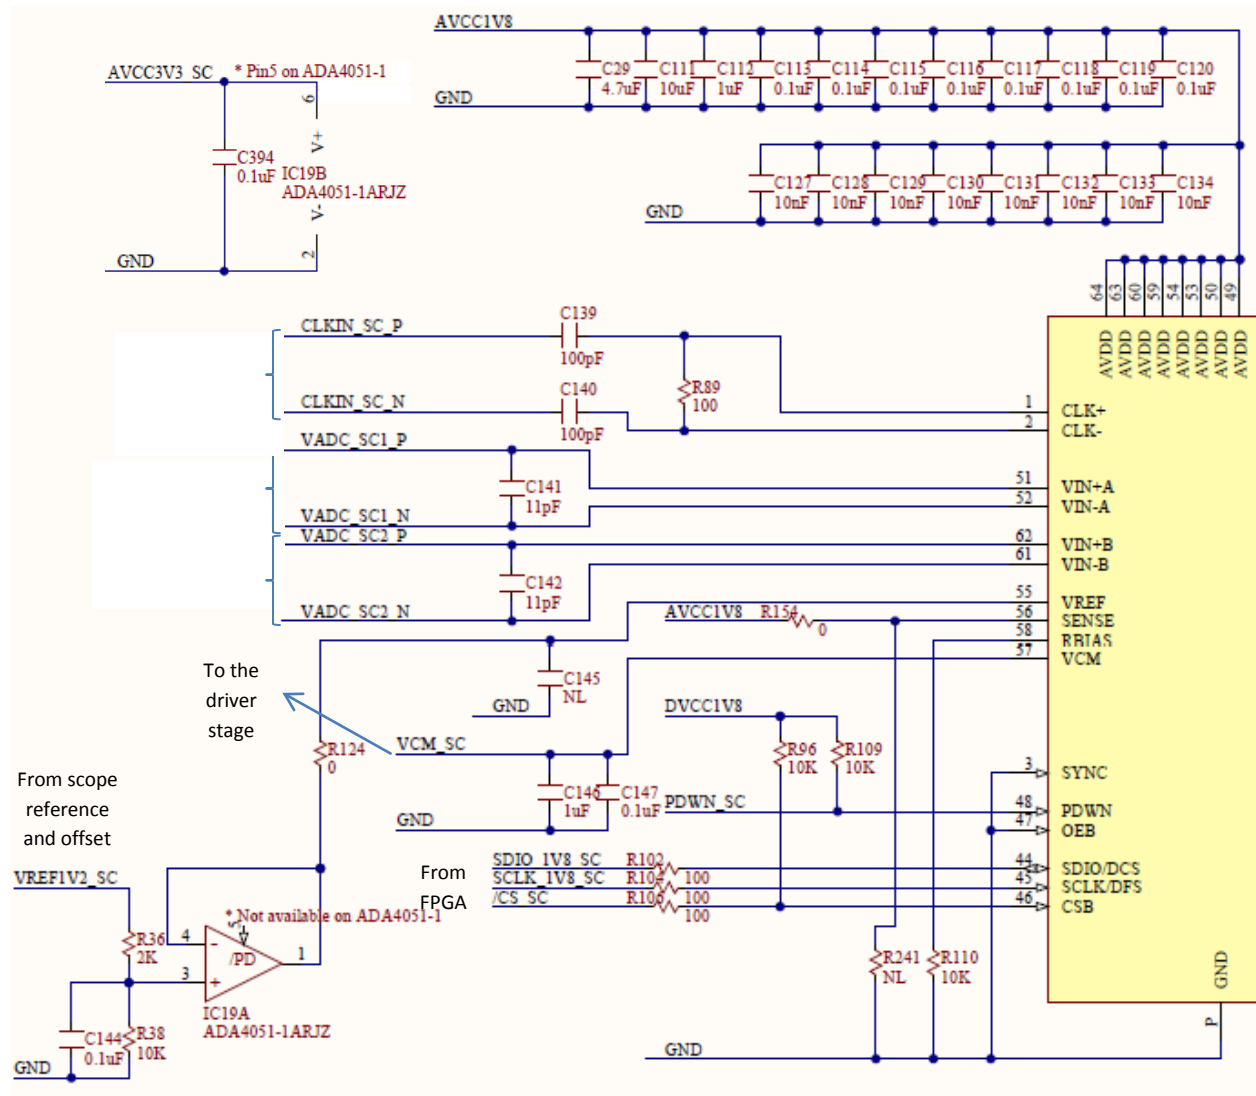 AVCC1V8
AVCC3V3_SC
* Pin5 on ADA4051-1
C29
4.7uF
C111
10uF
C112
1uF
C113
0.1uF
C114
0.1uF
C115
0.1uF
C116
0.1uF
C117
0.1uF
C118
0.1uF
C119
0.1uF
C120
0.1uF
GND
6
V+
C394
0.1uF
IC19B
ADA4051-1ARJZ
V-
2
GND
C127
10nF
C128
10nF
C129
10nF
C130
10nF
C131
10nF
C132
10nF
C133
10nF
C134
10nF
GND
64
63
60
59
54
53
50
49
AVDD
AVDD
AVDD
AVDD
AVDD
AVDD
AVDD
AVDD
CLKIN_SC_P
C139
100pF
R89
100
CLKIN_SC_N
C140
100pF
1
CLK+
2
CLK-
VADC_SC1_P
C141
11pF
VADC_SC1_N
51
VIN+A
52
VIN-A
VADC_SC2_P
C142
11pF
VADC_SC2_N
62
VIN+B
61
VIN-B
55
VREF
AVCC1V8
R154
0
56
SENSE
58
RBIAS
57
VCM
To the
driver
stage
C145
NL
GND
DVCC1V8
R124
0
VCM_SC
R96
10K
R109
10K
From scope
reference
and offset
C146
1uF
C147
0.1uF
GND
3
SYNC
PDWN_SC
48
PDWN
47
OEB
From
FPGA
SDIO_1V8_SC
R102
100
44
SDIO/DCS
SCLK_1V8_SC
R104
100
45
SCLK/DFS
/CS_SC
R106
100
46
CSB
VREF1V2_SC
* Not available on ADA4051-1
R36
2K
4
-
5
/PD
1
3
+
IC19A
ADA4051-1ARJZ
C144
0.1uF
R38
10K
GND
R241
NL
R110
10K
GND
GND
P